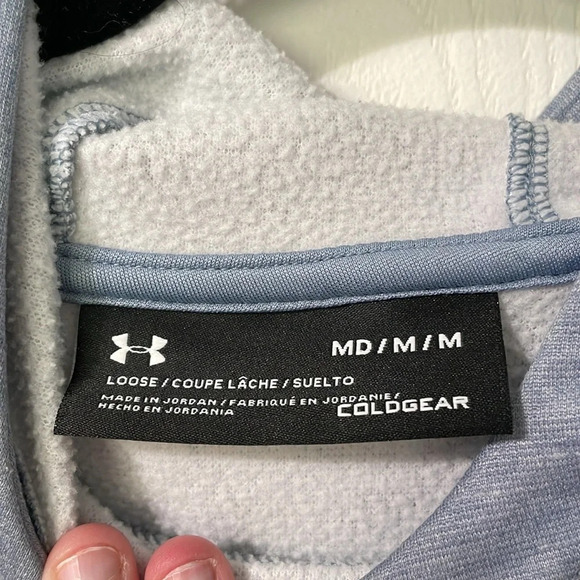 MD / M / M
LOOSE / COUPE LÂCHE / SUELTO
MADE IN JORDAN / FABRIQUÉ EN JORDANIE /
HECHO EN JORDANIA
COLDGEAR